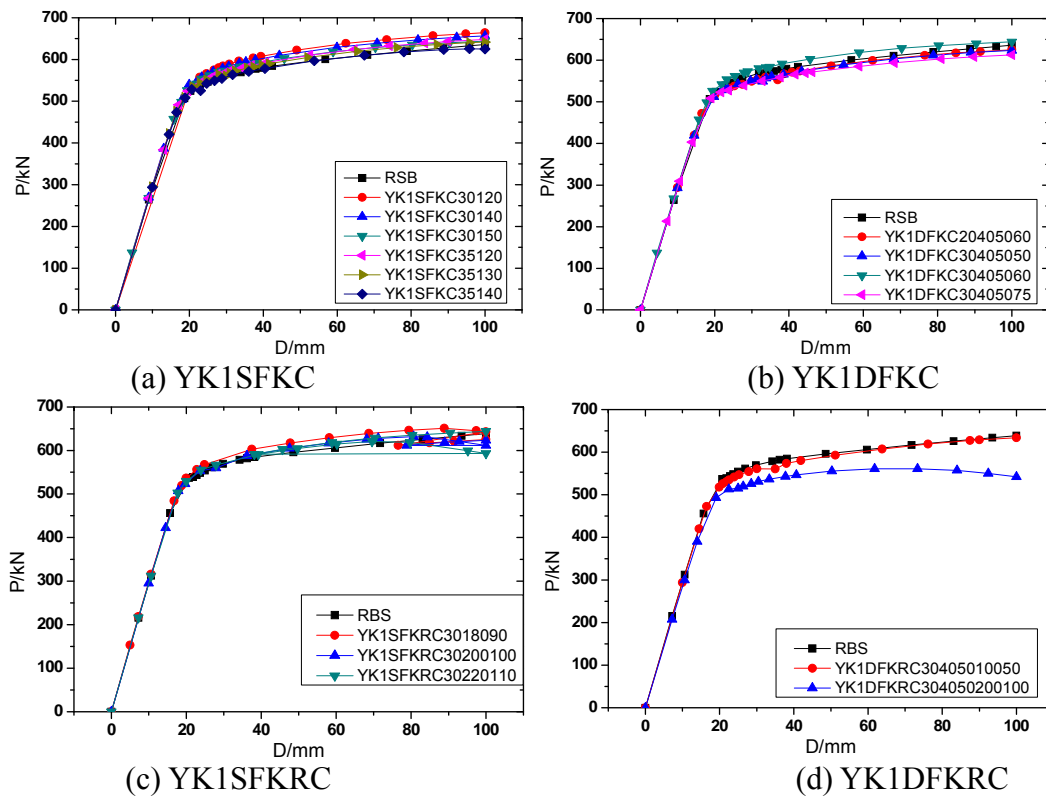 700
600
500
400
300
200
100
0
P/kN
0 20 40 60 80 100
D/mm
RSB
YK1SFKC30120
YK1SFKC30140
YK1SFKC30150
YK1SFKC35120
YK1SFKC35130
YK1SFKC35140
(a) YK1SFKC
700
600
500
400
300
200
100
0
P/kN
0 20 40 60 80 100
D/mm
RSB
YK1DFKC20405060
YK1DFKC30405050
YK1DFKC30405060
YK1DFKC30405075
(b) YK1DFKC
700
600
500
400
300
200
100
0
P/kN
0 20 40 60 80 100
D/mm
RBS
YK1SFKRC3018090
YK1SFKRC30200100
YK1SFKRC30220110
(c) YK1SFKRC
700
600
500
400
300
200
100
0
P/kN
0 20 40 60 80 100
D/mm
RBS
YK1DFKRC30405010050
YK1DFKRC304050200100
(d) YK1DFKRC